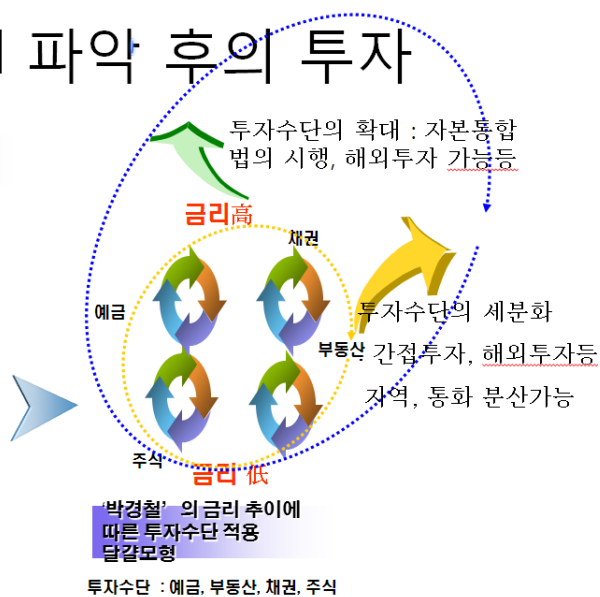 파악 후의 투자
투자수단의 확대 : 자본통합
법의 시행, 해외투자 가능등
금리高
채권
예금
투자수단의 세분화
부동산
: 간접투자, 해외투자등
지역, 통화 분산가능
주식
금리 低
‘박경철’ 의 금리 추이에
따른 투자수단 적용
달걀모형
투자수단 : 예금, 부동산, 채권, 주식